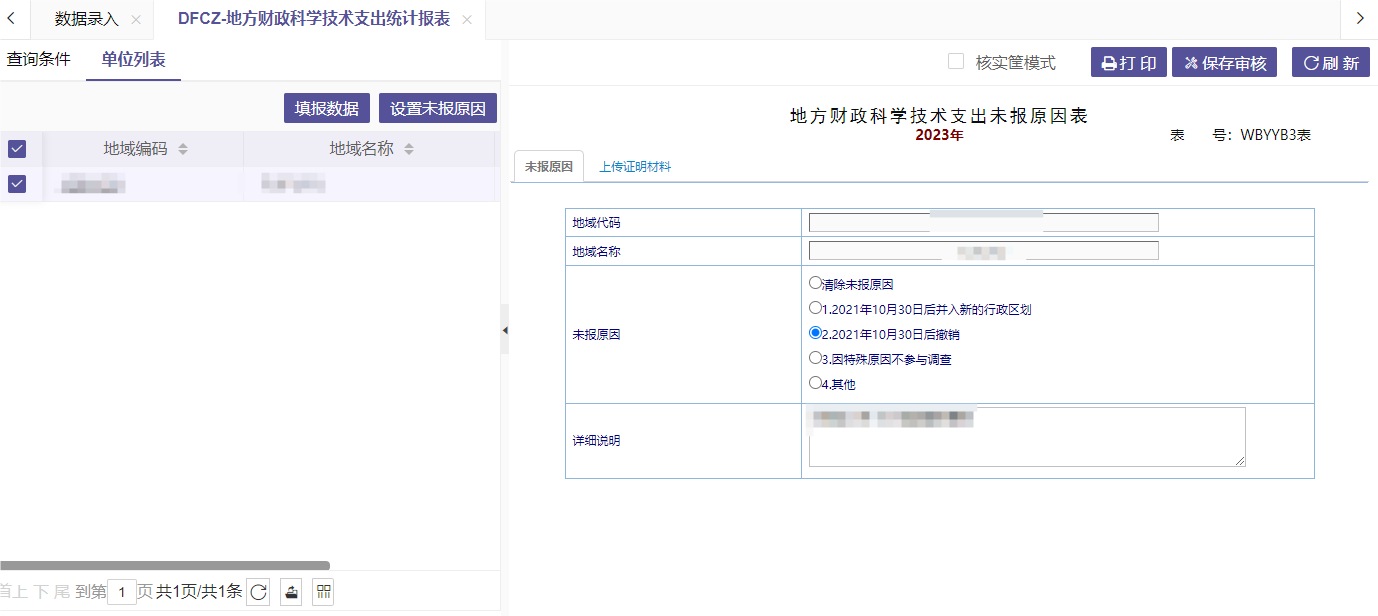 数据录入
DFCZ-地方财政科学技术支出统计报表
查询条件
单位列表
核实筐模式
打 印
保存审核
刷 新
填报数据
设置未报原因
地域编码
地域名称
地方财政科学技术支出未报原因表
2023年
表 号：WBYYB3表
未报原因
上传证明材料
地域代码
地域名称
未报原因
清除未报原因
1.2021年10月30日后并入新的行政区划
2.2021年10月30日后撤销
3.因特殊原因不参与调查
4.其他
详细说明
首 上 下 尾 到第 1 页 共1页/共1条